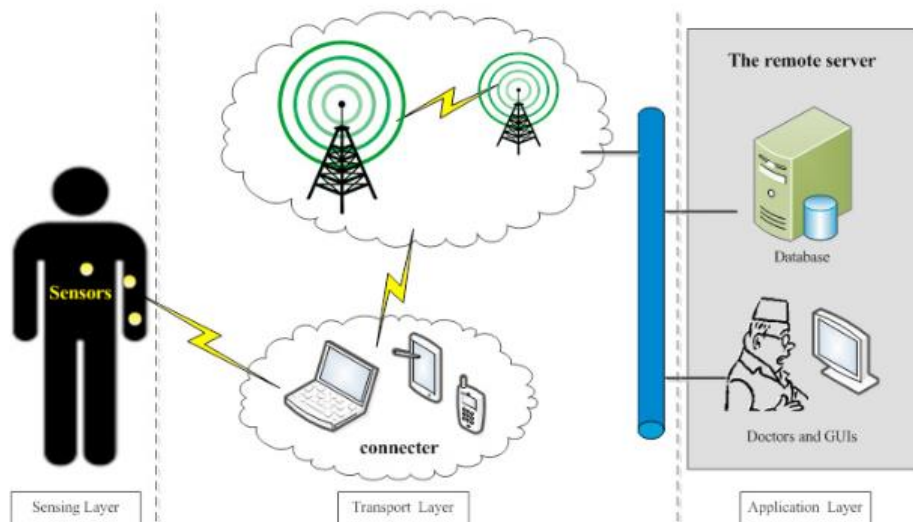 The remote server
Database
Sensors
connecter
Doctors and GUIs
Sensing Layer
Transport Layer
Application Layer